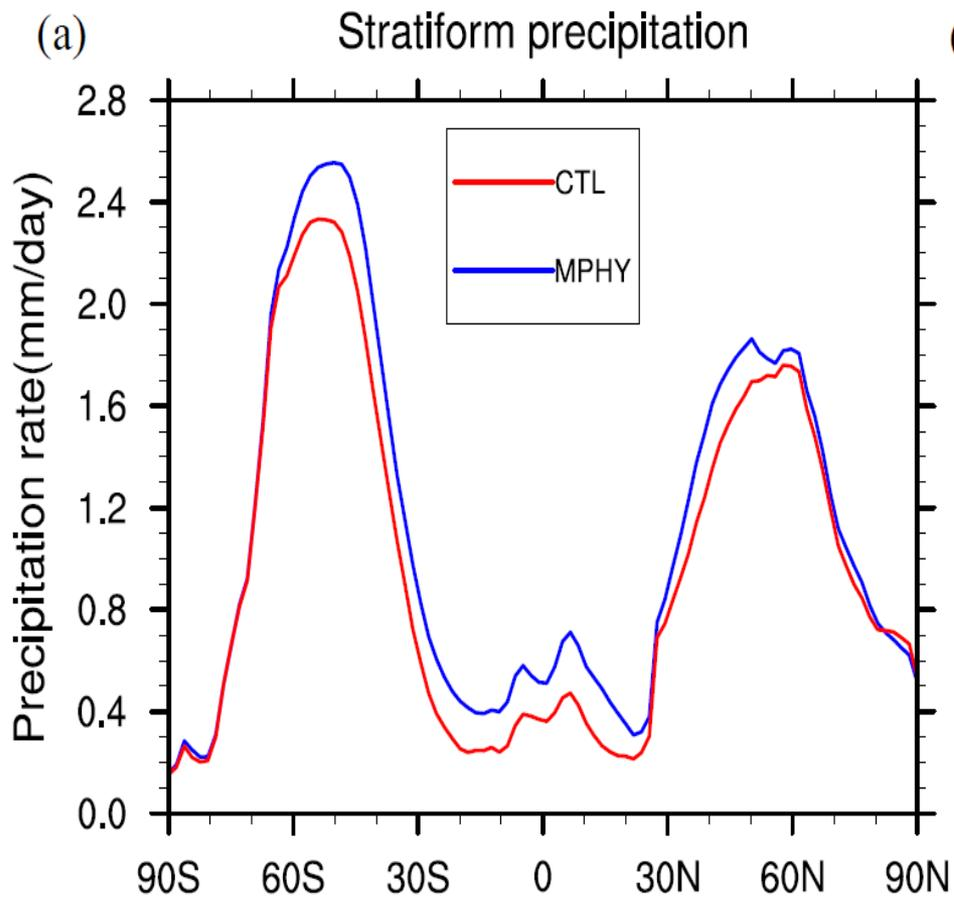 (a)
Stratiform precipitation
Precipitation rate(mm/day)
2.8
2.4
2.0
1.6
1.2
0.8
0.4
0.0
CTL
MPHY
90S 60S 30S 0 30N 60N 90N